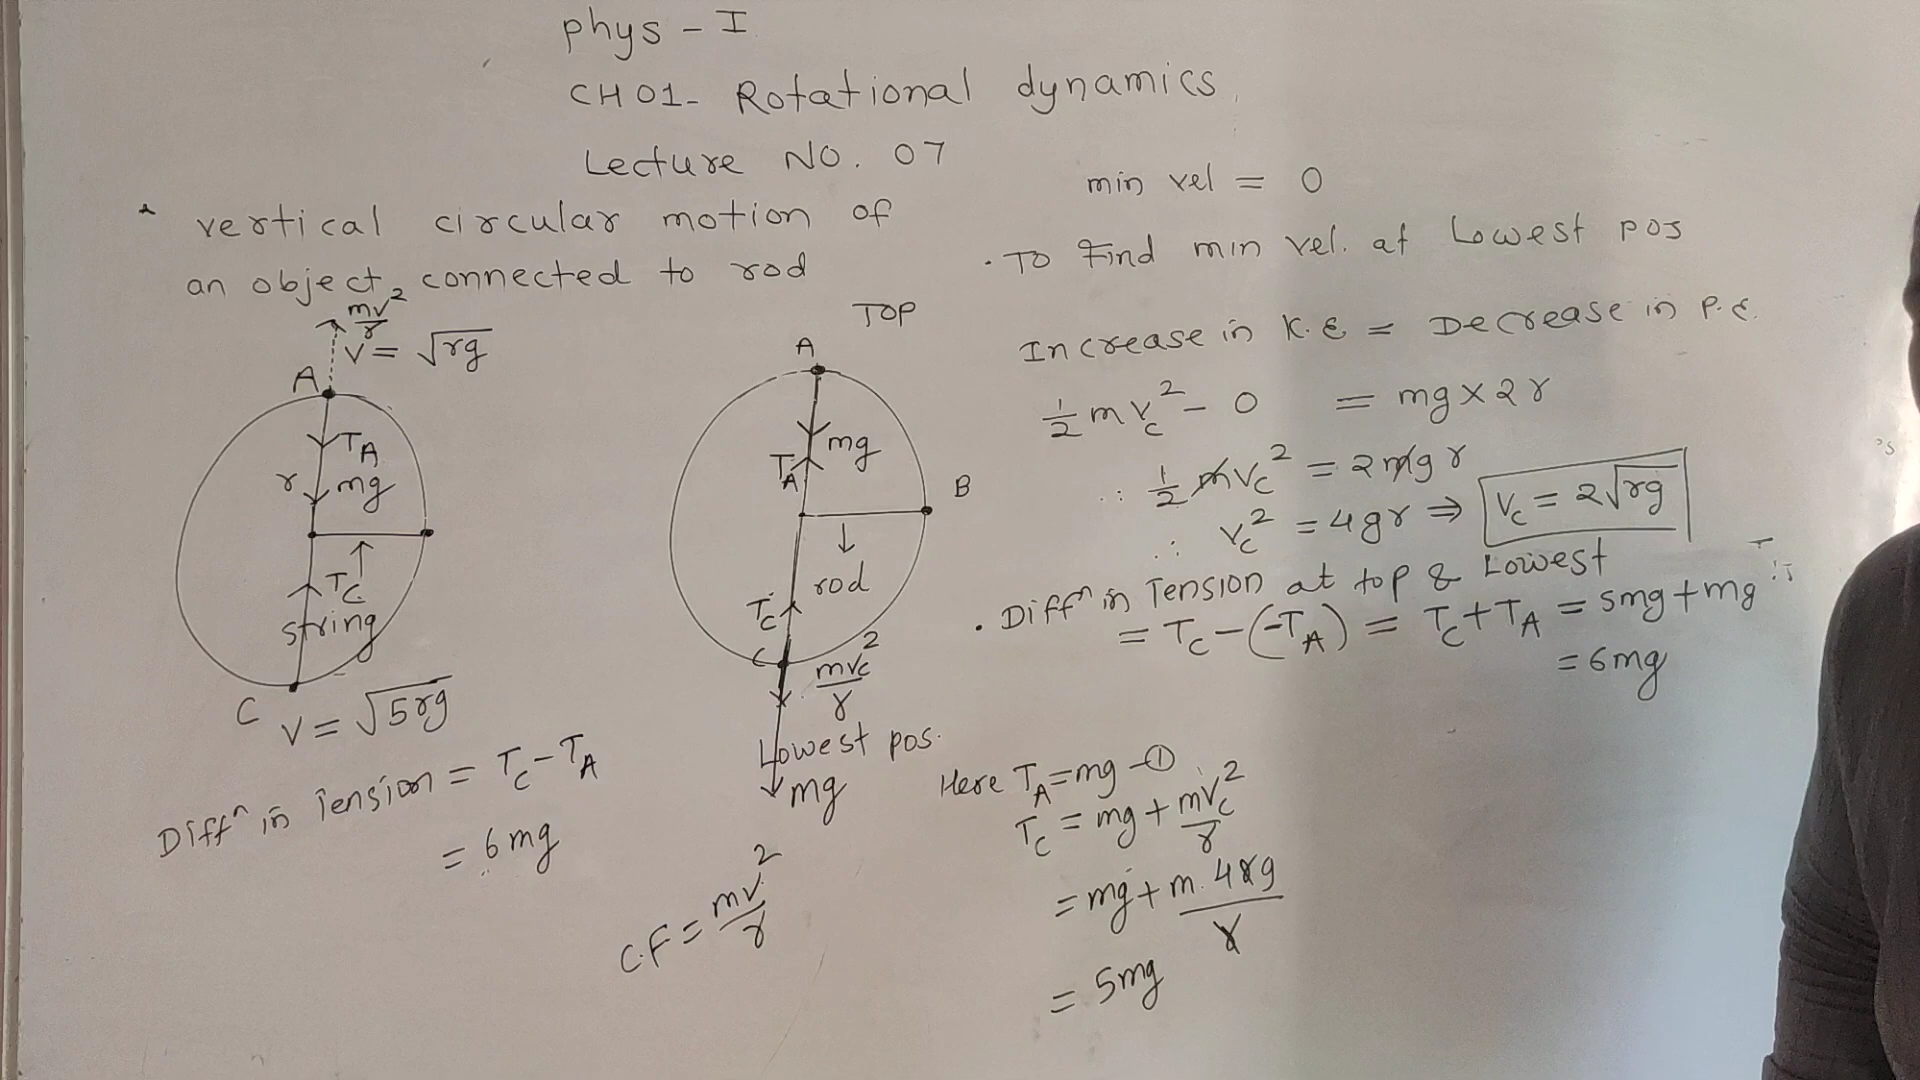 phys - I
CH01- Rotational dynamics
Lecture NO. 07
vertical circular motion of
an object connected to rod
mv²/r
V = √rg
A
TA
r
mg
TC
string
C
V = √5rg
Diffⁿ in Tension = TC - TA
= 6mg
TOP
A
mg
TA
B
rod
TC
C
mvc²/r
Lowest pos.
mg
C.F = mv²/r
min vel = 0
. To Find min vel. at Lowest pos
Increase in K.E = Decrease in P.E.
½ mvc² - 0 = mg × 2r
∴ ½ mvc² = 2mgr
∴ vc² = 4gr ⇒ Vc = 2√rg
. Diffⁿ in Tension at top & Lowest
= TC - (-TA) = TC + TA = 5mg + mg
= 6mg
Here TA = mg - ①
TC = mg + mvc²/r
= mg + m.4rg/r
= 5mg